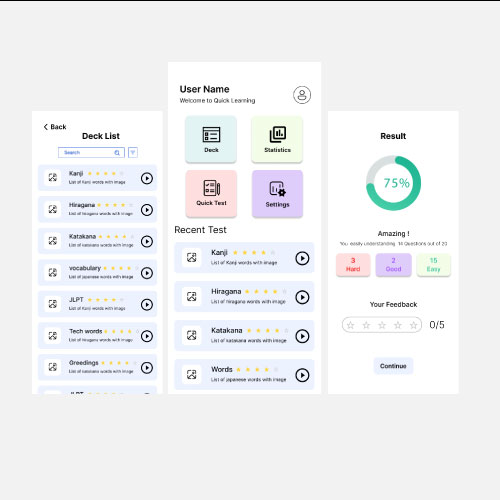 Back
Deck List
Search
Kanji
List of Kanji words with image
Hiragana
List of hiragana words with image
Katakana
List of katakana words with image
vocabulary
List of japanese words with image
JLPT
List of Kanji words with image
Tech words
List of hiragana words with image
Greedings
List of katakana words with image
JLPT
User Name
Welcome to Quick Learning
Deck
Statistics
Quick Test
Settings
Recent Test
Kanji
List of Kanji words with image
Hiragana
List of hiragana words with image
Katakana
List of katakana words with image
Words
List of japanese words with image
Result
75%
Amazing !
You easily understanding 14 Questions out of 20
3
Hard
2
Good
15
Easy
Your Feedback
0/5
Continue